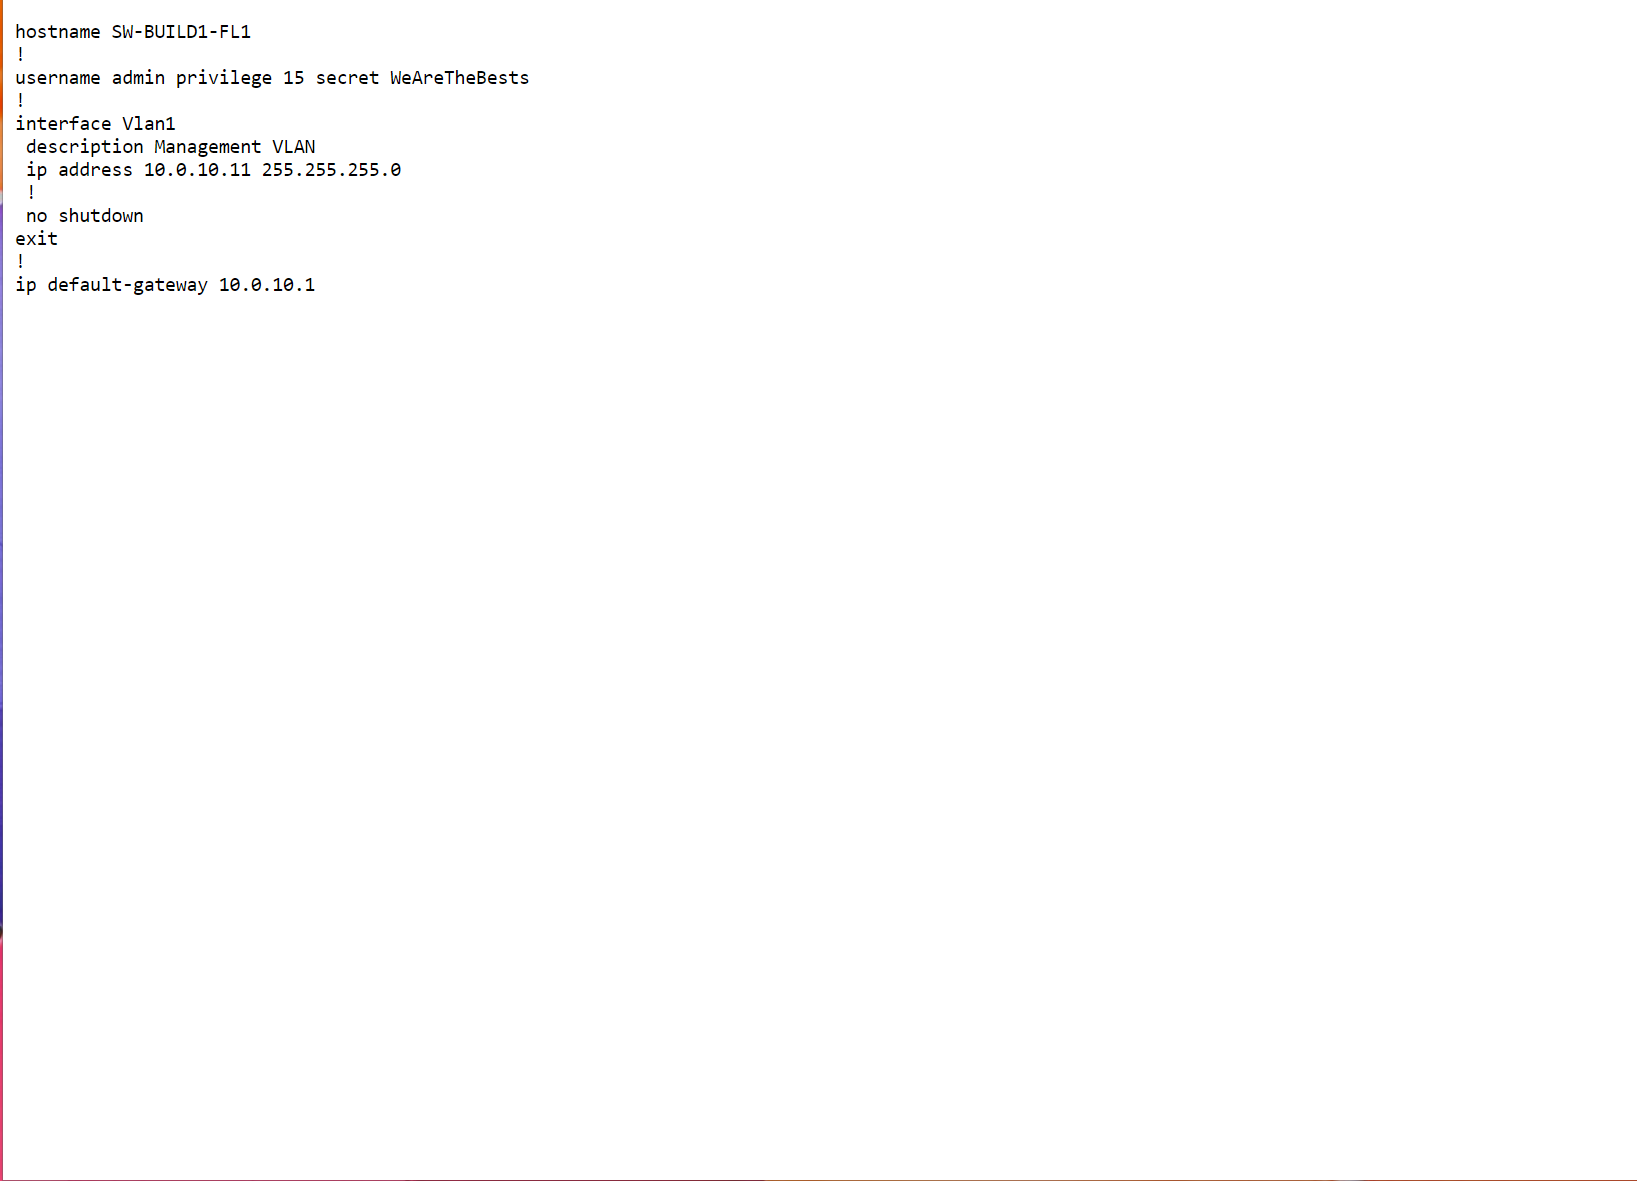 hostname SW-BUILD1-FL1
!
username admin privilege 15 secret WeAreTheBests
!
interface Vlan1
 description Management VLAN
 ip address 10.0.10.11 255.255.255.0
 !
 no shutdown
exit
!
ip default-gateway 10.0.10.1